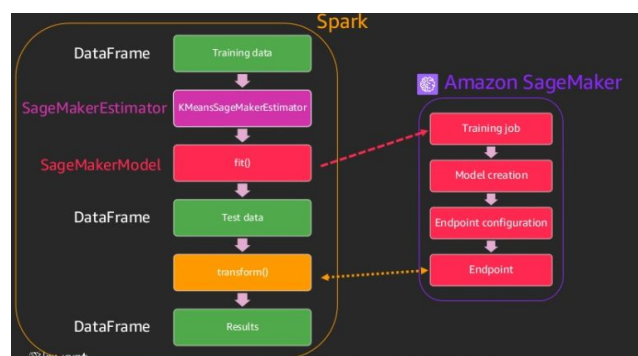 Spark
DataFrame
Training data
SageMakerEstimator
KMeansSageMakerEstimator
SageMakerModel
fit()
DataFrame
Test data
transform()
DataFrame
Results
Amazon SageMaker
Training job
Model creation
Endpoint configuration
Endpoint